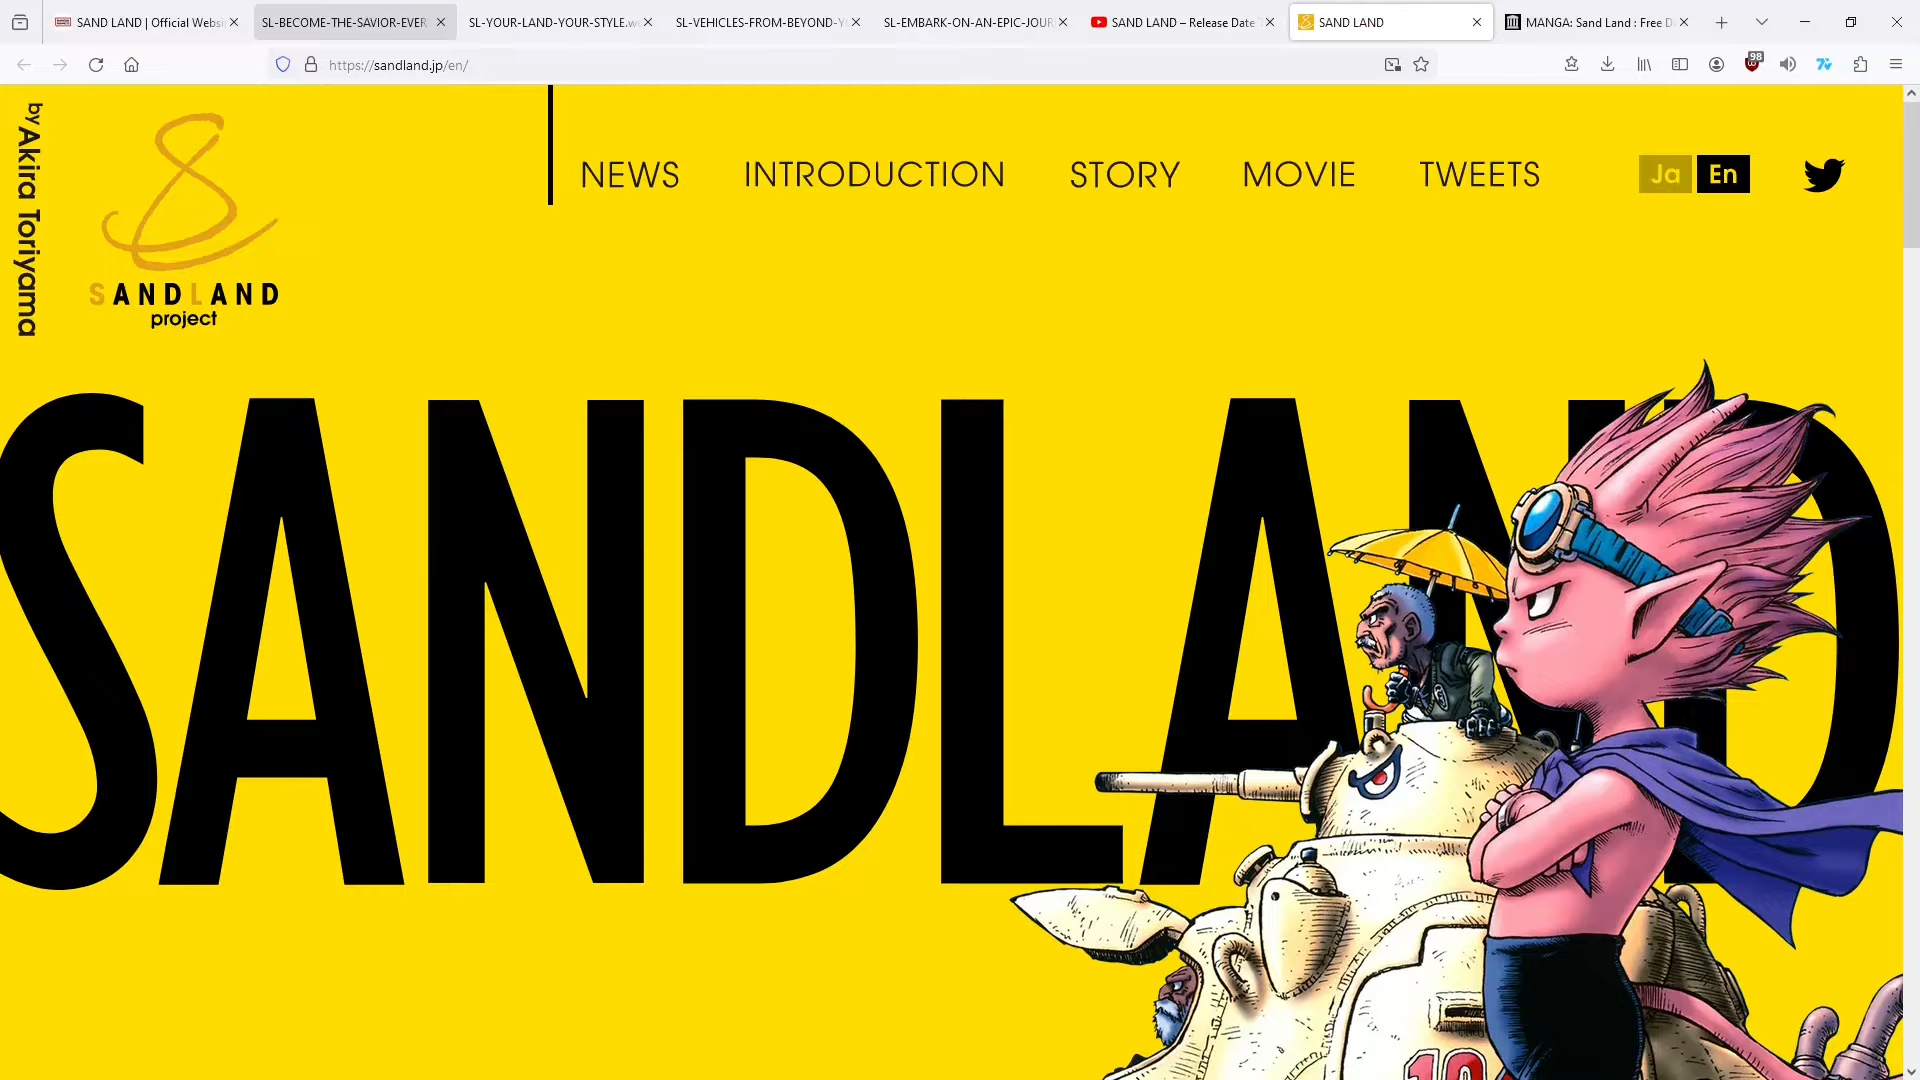 SAND LAND | Official Websi
SL-BECOME-THE-SAVIOR-EVER
SL-YOUR-LAND-YOUR-STYLE.w
SL-VEHICLES-FROM-BEYOND-Y
SL-EMBARK-ON-AN-EPIC-JOUR
SAND LAND – Release Date
SAND LAND
MANGA: Sand Land : Free D
https://sandland.jp/en/
98
by Akira Toriyama
SANDLAND
project
NEWS
INTRODUCTION
STORY
MOVIE
TWEETS
Ja
En
SANDLAND
10